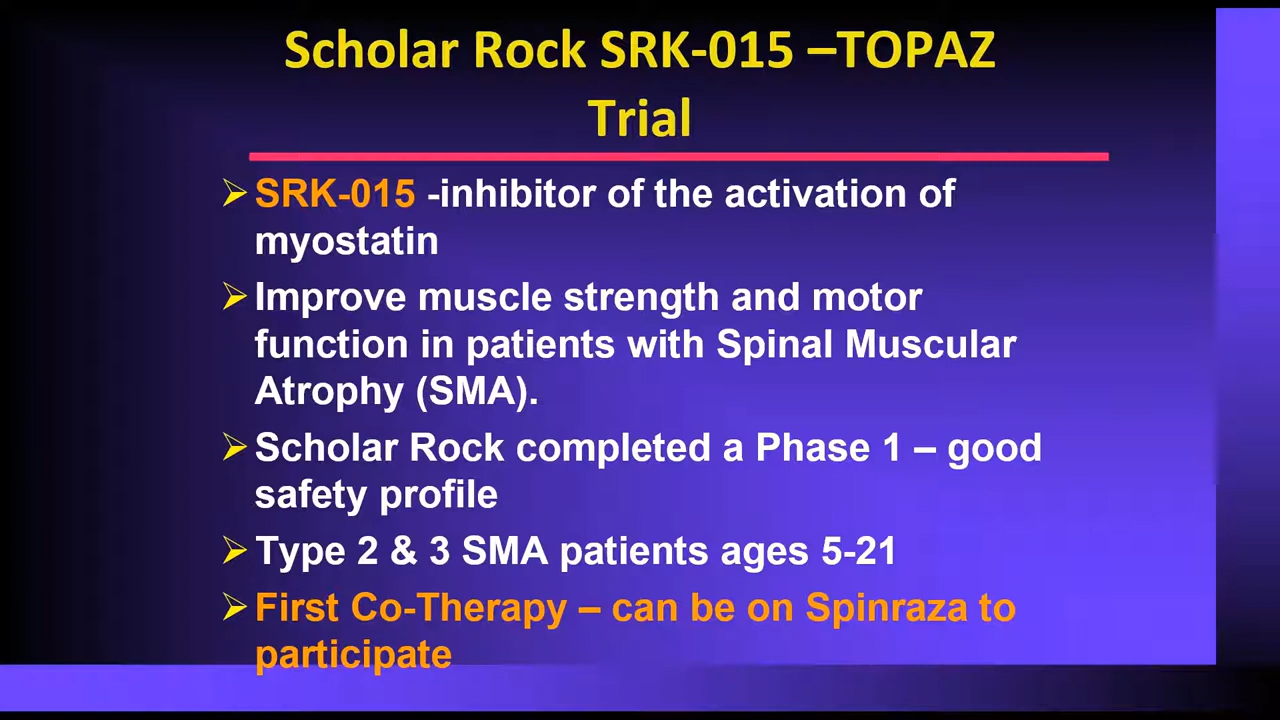 Scholar Rock SRK-015 –TOPAZ
Trial
SRK-015 -inhibitor of the activation of
myostatin
Improve muscle strength and motor
function in patients with Spinal Muscular
Atrophy (SMA).
Scholar Rock completed a Phase 1 – good
safety profile
Type 2 & 3 SMA patients ages 5-21
First Co-Therapy – can be on Spinraza to
participate